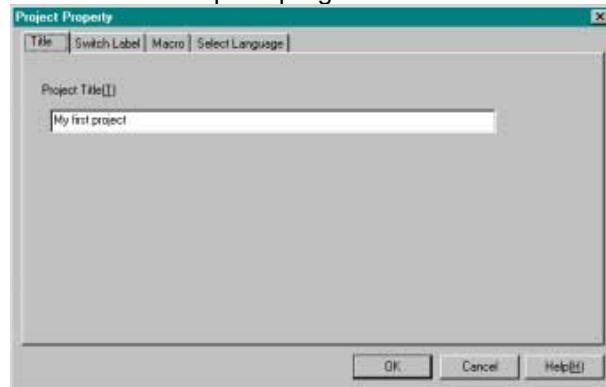 Project Property
Title Switch Label Macro Select Language
Project Title(T)
My first project
OK Cancel Help(H)